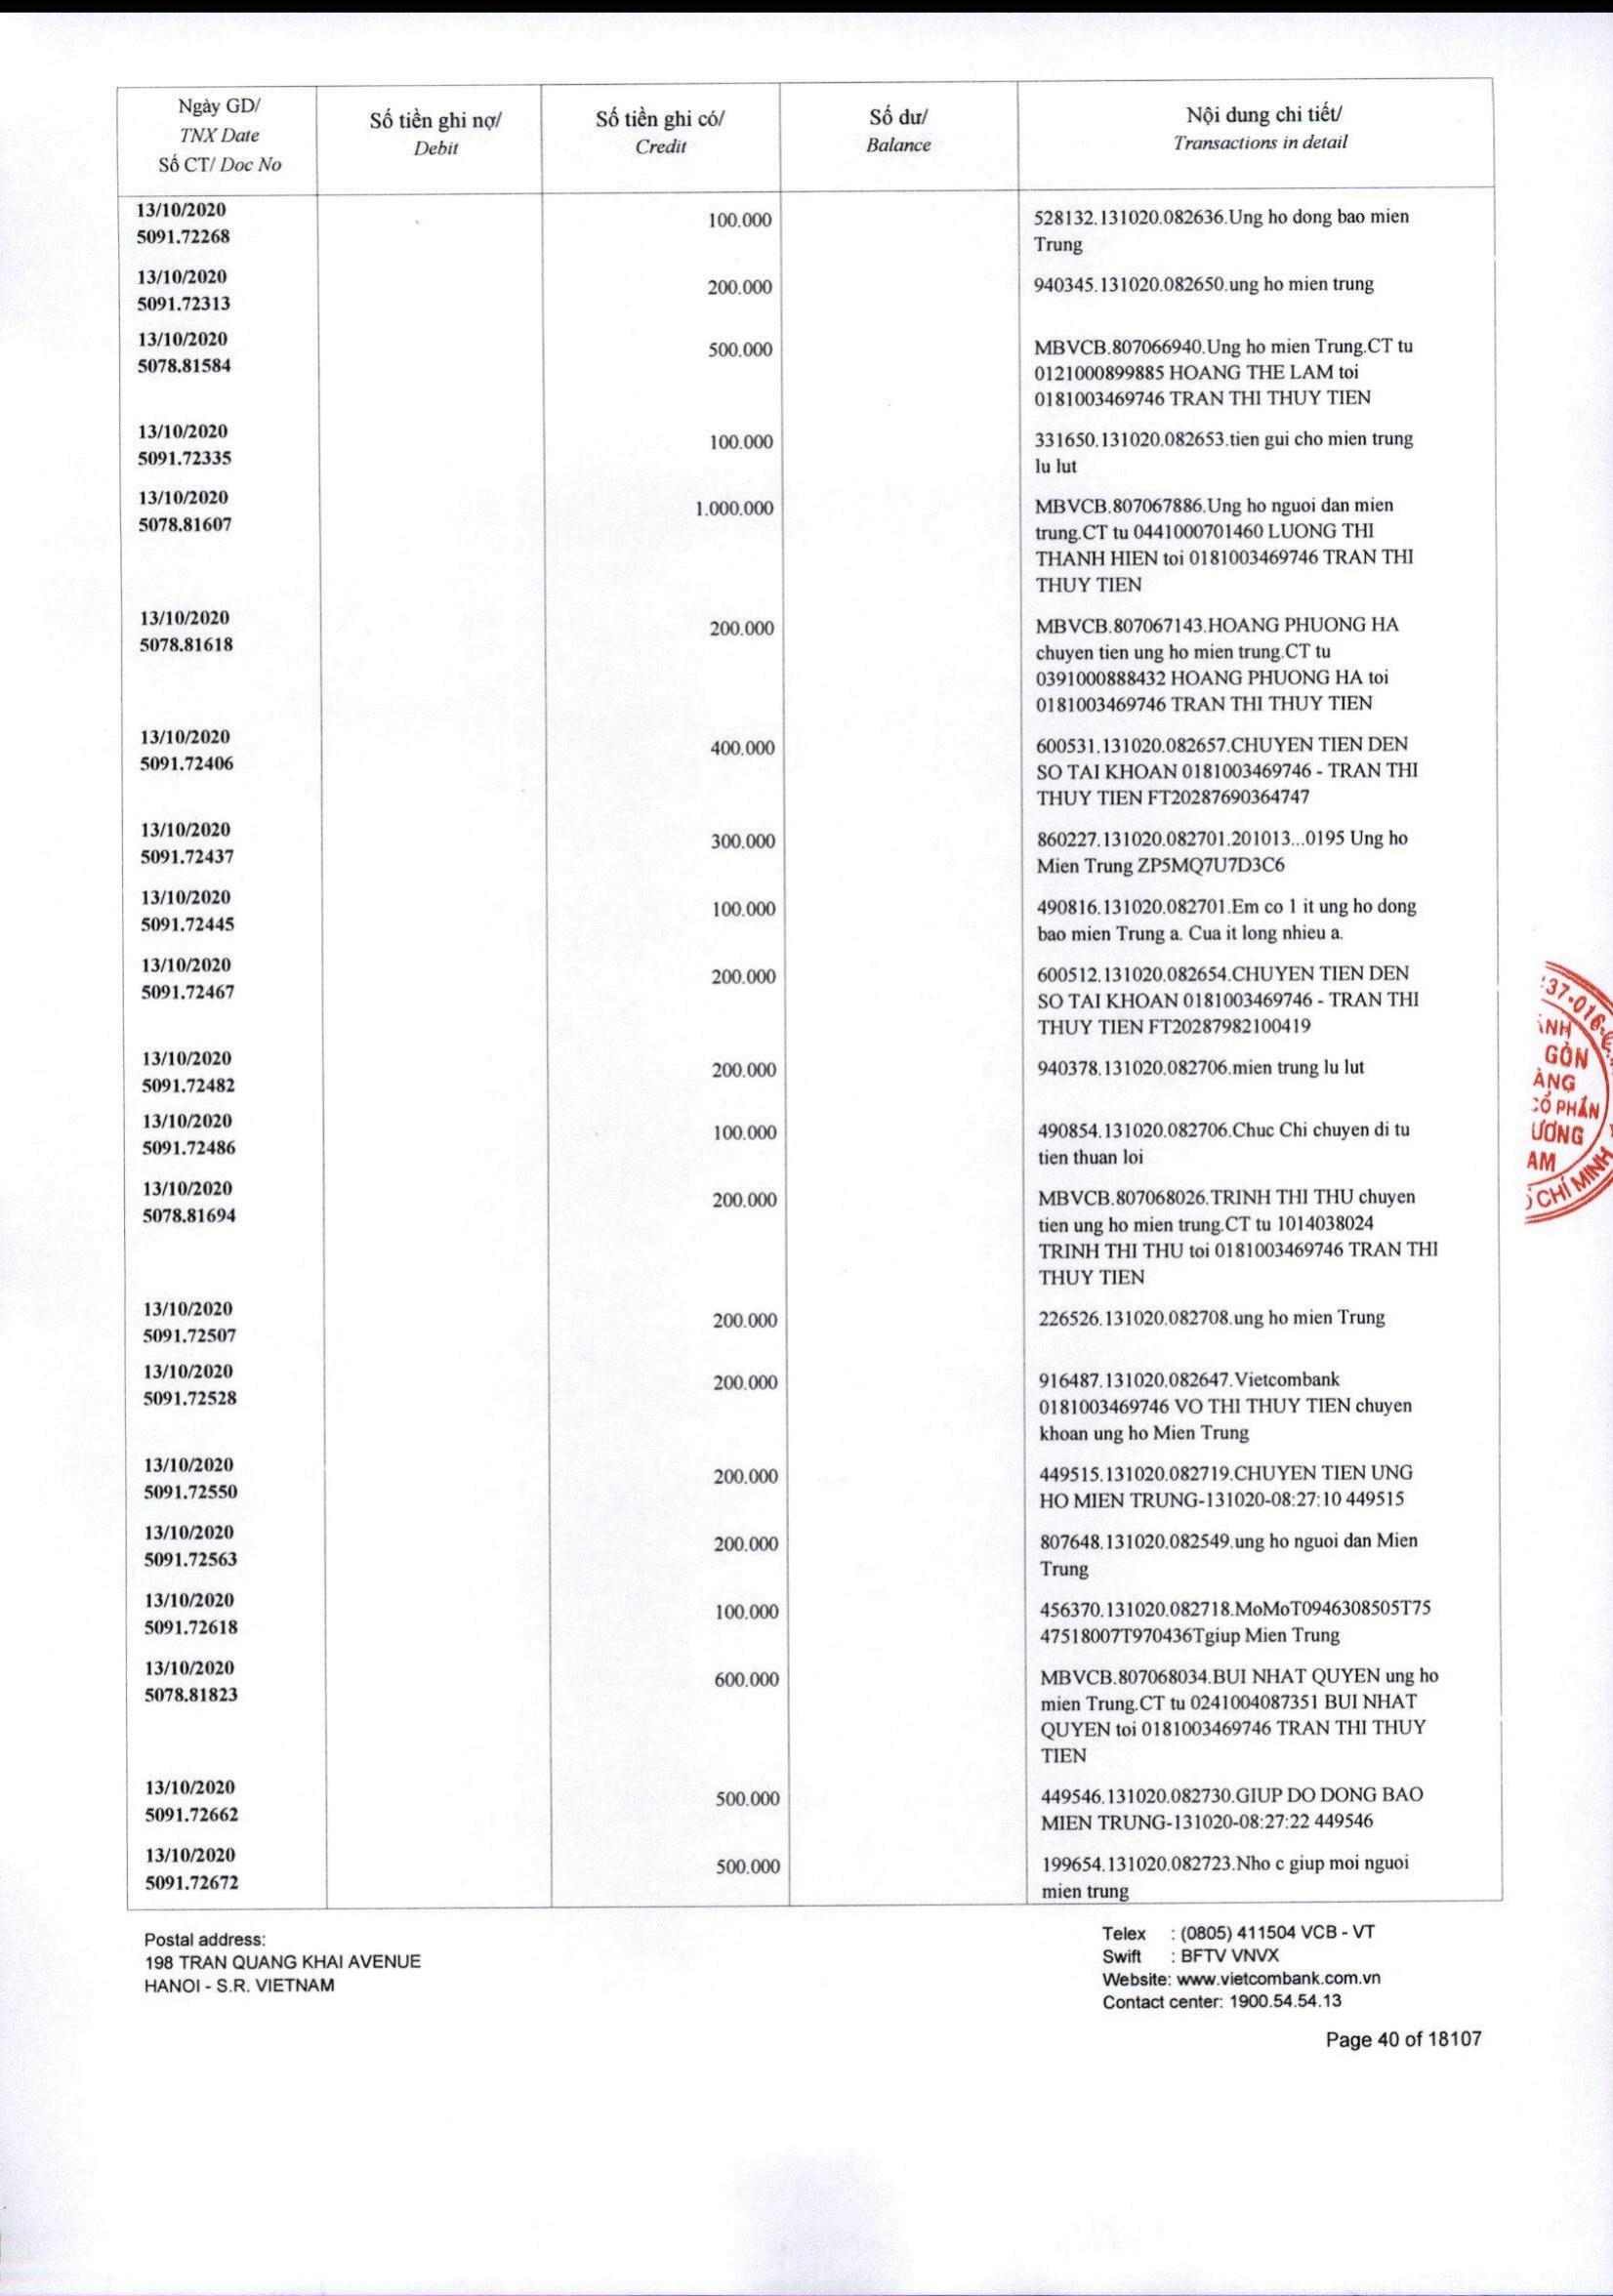 Ngày GD/
TNX Date
Số CT/ Doc No
Số tiền ghi nợ/
Debit
Số tiền ghi có/
Credit
Số dư/
Balance
Nội dung chi tiết/
Transactions in detail
13/10/2020
5091.72268
100.000
528132.131020.082636.Ung ho dong bao mien
Trung
13/10/2020
5091.72313
200.000
940345.131020.082650.ung ho mien trung
13/10/2020
5078.81584
500.000
MBVCB.807066940.Ung ho mien Trung.CT tu
0121000899885 HOANG THE LAM toi
0181003469746 TRAN THI THUY TIEN
13/10/2020
5091.72335
100.000
331650.131020.082653.tien gui cho mien trung
lu lut
13/10/2020
5078.81607
1.000.000
MBVCB.807067886.Ung ho nguoi dan mien
trung.CT tu 0441000701460 LUONG THI
THANH HIEN toi 0181003469746 TRAN THI
THUY TIEN
13/10/2020
5078.81618
200.000
MBVCB.807067143.HOANG PHUONG HA
chuyen tien ung ho mien trung.CT tu
0391000888432 HOANG PHUONG HA toi
0181003469746 TRAN THI THUY TIEN
13/10/2020
5091.72406
400.000
600531.131020.082657.CHUYEN TIEN DEN
SO TAI KHOAN 0181003469746 - TRAN THI
THUY TIEN FT20287690364747
13/10/2020
5091.72437
300.000
860227.131020.082701.201013...0195 Ung ho
Mien Trung ZP5MQ7U7D3C6
13/10/2020
5091.72445
100.000
490816.131020.082701.Em co 1 it ung ho dong
bao mien Trung a. Cua it long nhieu a.
13/10/2020
5091.72467
200.000
600512.131020.082654.CHUYEN TIEN DEN
SO TAI KHOAN 0181003469746 - TRAN THI
THUY TIEN FT20287982100419
13/10/2020
5091.72482
200.000
940378.131020.082706.mien trung lu lut
13/10/2020
5091.72486
100.000
490854.131020.082706.Chuc Chi chuyen di tu
tien thuan loi
13/10/2020
5078.81694
200.000
MBVCB.807068026.TRINH THI THU chuyen
tien ung ho mien trung.CT tu 1014038024
TRINH THI THU toi 0181003469746 TRAN THI
THUY TIEN
13/10/2020
5091.72507
200.000
226526.131020.082708.ung ho mien Trung
13/10/2020
5091.72528
200.000
916487.131020.082647.Vietcombank
0181003469746 VO THI THUY TIEN chuyen
khoan ung ho Mien Trung
13/10/2020
5091.72550
200.000
449515.131020.082719.CHUYEN TIEN UNG
HO MIEN TRUNG-131020-08:27:10 449515
13/10/2020
5091.72563
200.000
807648.131020.082549.ung ho nguoi dan Mien
Trung
13/10/2020
5091.72618
100.000
456370.131020.082718.MoMoT0946308505T75
47518007T970436Tgiup Mien Trung
13/10/2020
5078.81823
600.000
MBVCB.807068034.BUI NHAT QUYEN ung ho
mien Trung.CT tu 0241004087351 BUI NHAT
QUYEN toi 0181003469746 TRAN THI THUY
TIEN
13/10/2020
5091.72662
500.000
449546.131020.082730.GIUP DO DONG BAO
MIEN TRUNG-131020-08:27:22 449546
13/10/2020
5091.72672
500.000
199654.131020.082723.Nho c giup moi nguoi
mien trung
37-016
ÁNH
GÒN
ÀNG
CỔ PHẦN
ƯƠNG
AM
CHÍ MINH
Postal address:
198 TRAN QUANG KHAI AVENUE
HANOI - S.R. VIETNAM
Telex : (0805) 411504 VCB - VT
Swift : BFTV VNVX
Website: www.vietcombank.com.vn
Contact center: 1900.54.54.13
Page 40 of 18107